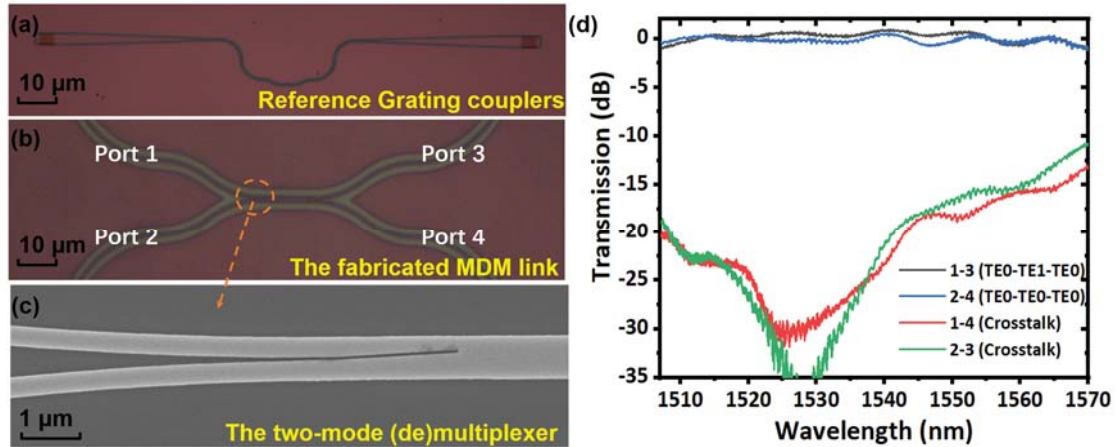 (a)
10 μm
Reference Grating couplers
(b)
Port 1
Port 3
Port 2
Port 4
10 μm
The fabricated MDM link
(c)
1 μm
The two-mode (de)multiplexer
(d)
Transmission (dB)
0
-5
-10
-15
-20
-25
-30
-35
1-3 (TE0-TE1-TE0)
2-4 (TE0-TE0-TE0)
1-4 (Crosstalk)
2-3 (Crosstalk)
1510 1520 1530 1540 1550 1560 1570
Wavelength (nm)